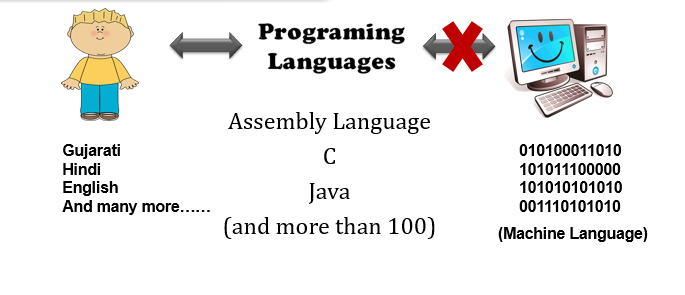 Programing
Languages
Assembly Language
C
Java
(and more than 100)
Gujarati
Hindi
English
And many more......
010100011010
101011100000
101010101010
001110101010
(Machine Language)